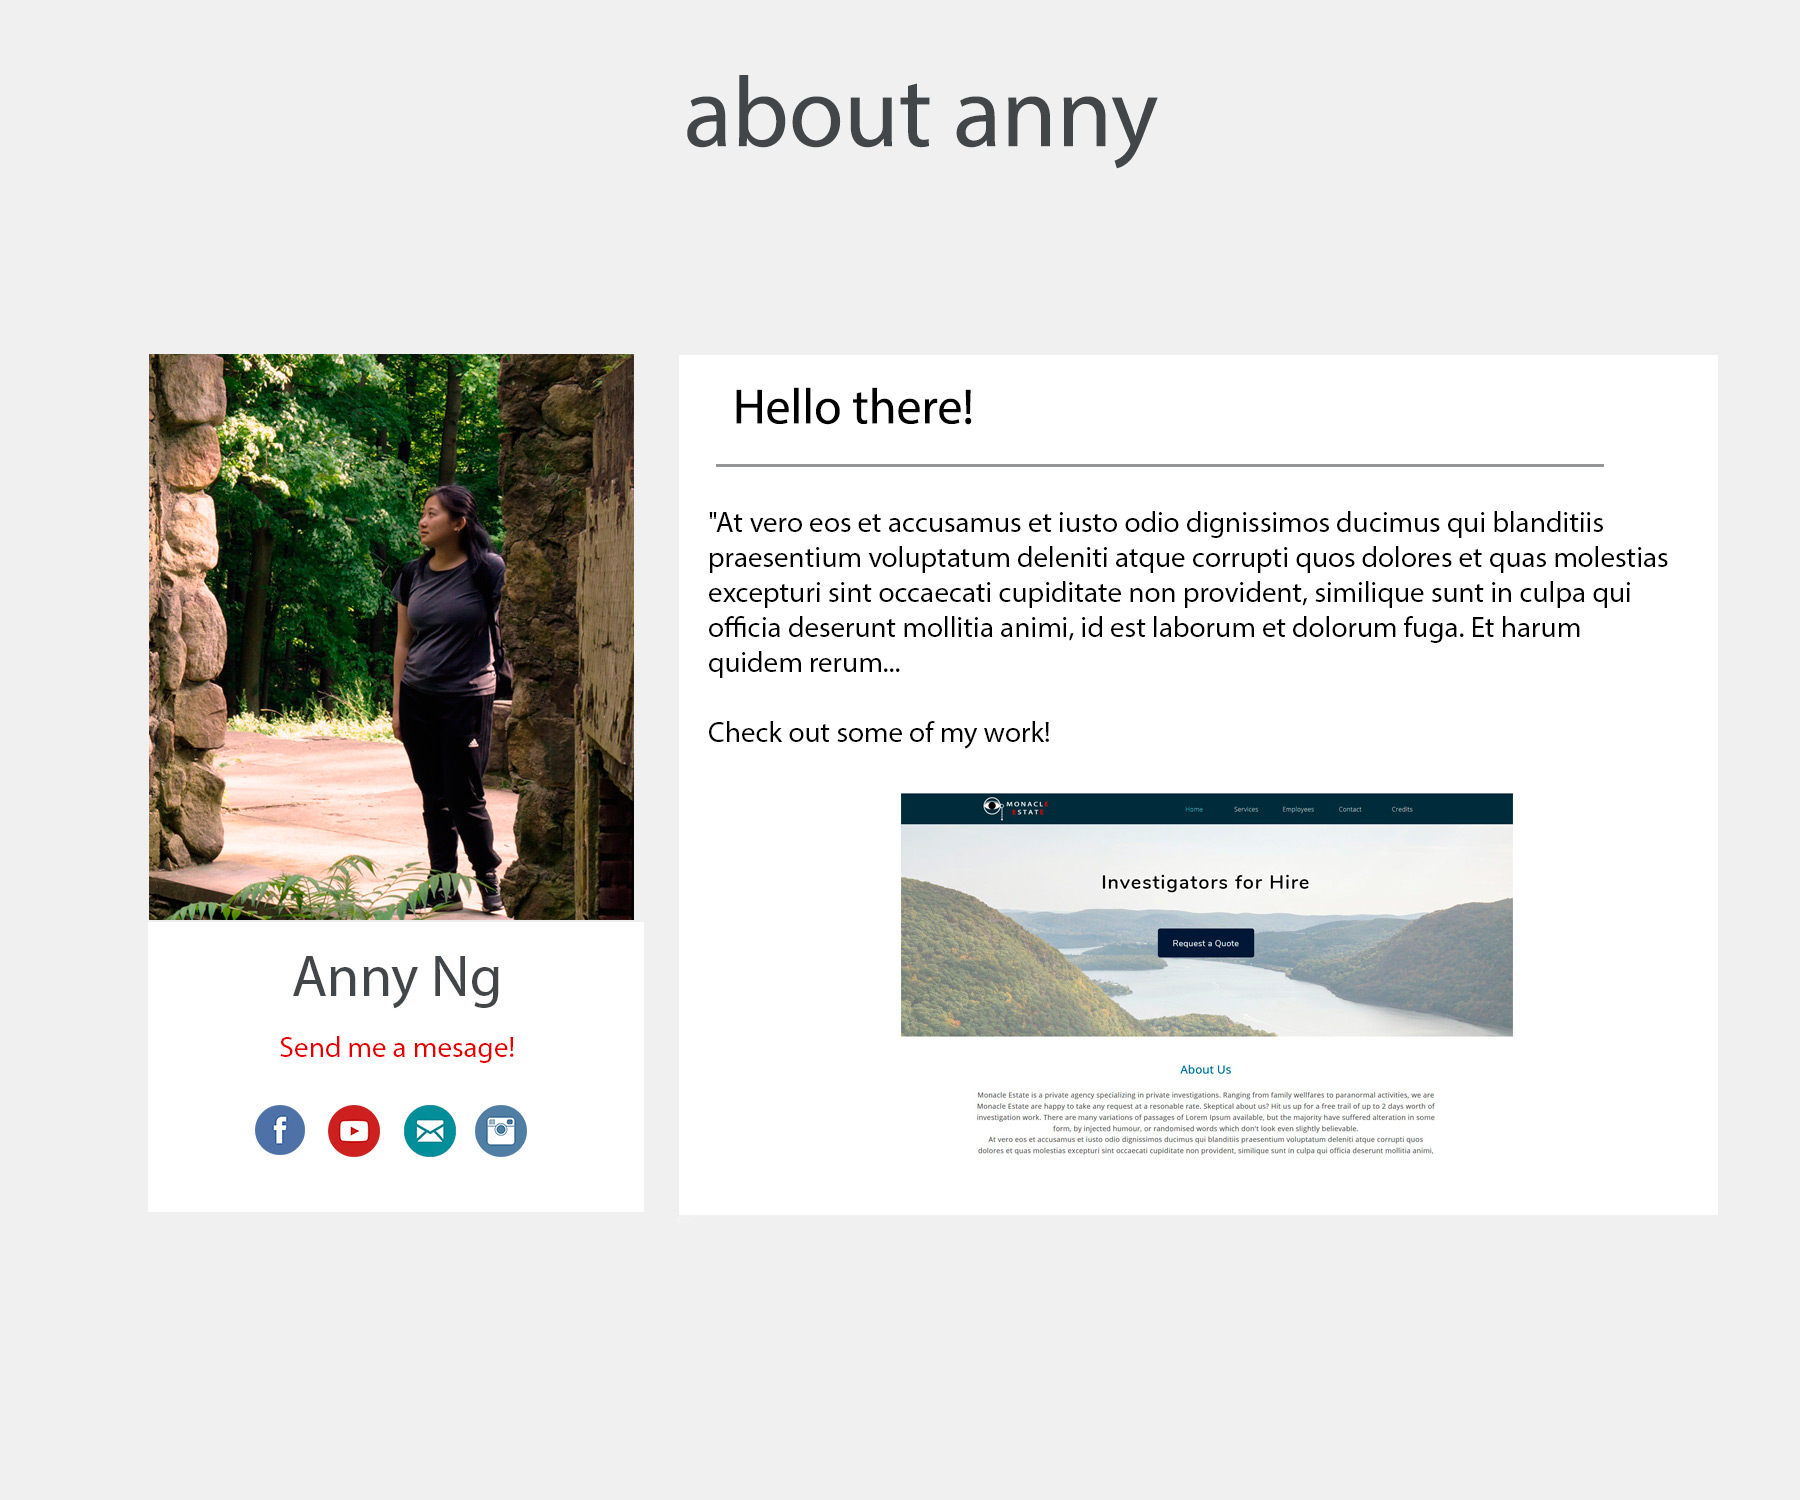 about anny
Anny Ng
Send me a mesage!
Hello there!
"At vero eos et accusamus et iusto odio dignissimos ducimus qui blanditiis
praesentium voluptatum deleniti atque corrupti quos dolores et quas molestias
excepturi sint occaecati cupiditate non provident, similique sunt in culpa qui
officia deserunt mollitia animi, id est laborum et dolorum fuga. Et harum
quidem rerum...
Check out some of my work!
MONACLE
ESTATE
Home Services Employees Contact Credits
Investigators for Hire
Request a Quote
About Us
Monacle Estate is a private agency specializing in private investigations. Ranging from family wellfares to paranormal activities, we are
Monacle Estate are happy to take any request at a resonable rate. Skeptical about us? Hit us up for a free trail of up to 2 days worth of
investigation work. There are many variations of passages of Lorem Ipsum available, but the majority have suffered alteration in some
form, by injected humour, or randomised words which don't look even slightly believable.
At vero eos et accusamus et iusto odio dignissimos ducimus qui blanditiis praesentium voluptatum deleniti atque corrupti quos
dolores et quas molestias excepturi sint occaecati cupiditate non provident, similique sunt in culpa qui officia deserunt mollitia animi,